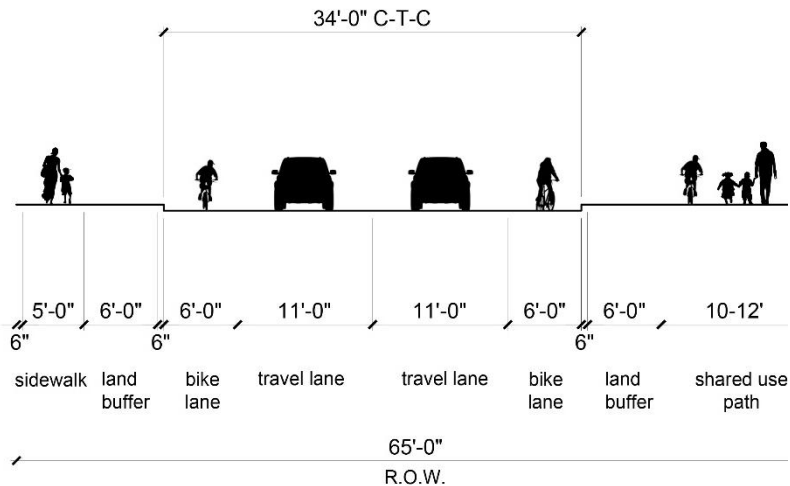 34'-0" C-T-C
5'-0" 6'-0" 6'-0" 11'-0" 11'-0" 6'-0" 6'-0" 10-12'
6" 6" 6"
sidewalk land buffer bike lane travel lane travel lane bike lane land buffer shared use path
65'-0"
R.O.W.